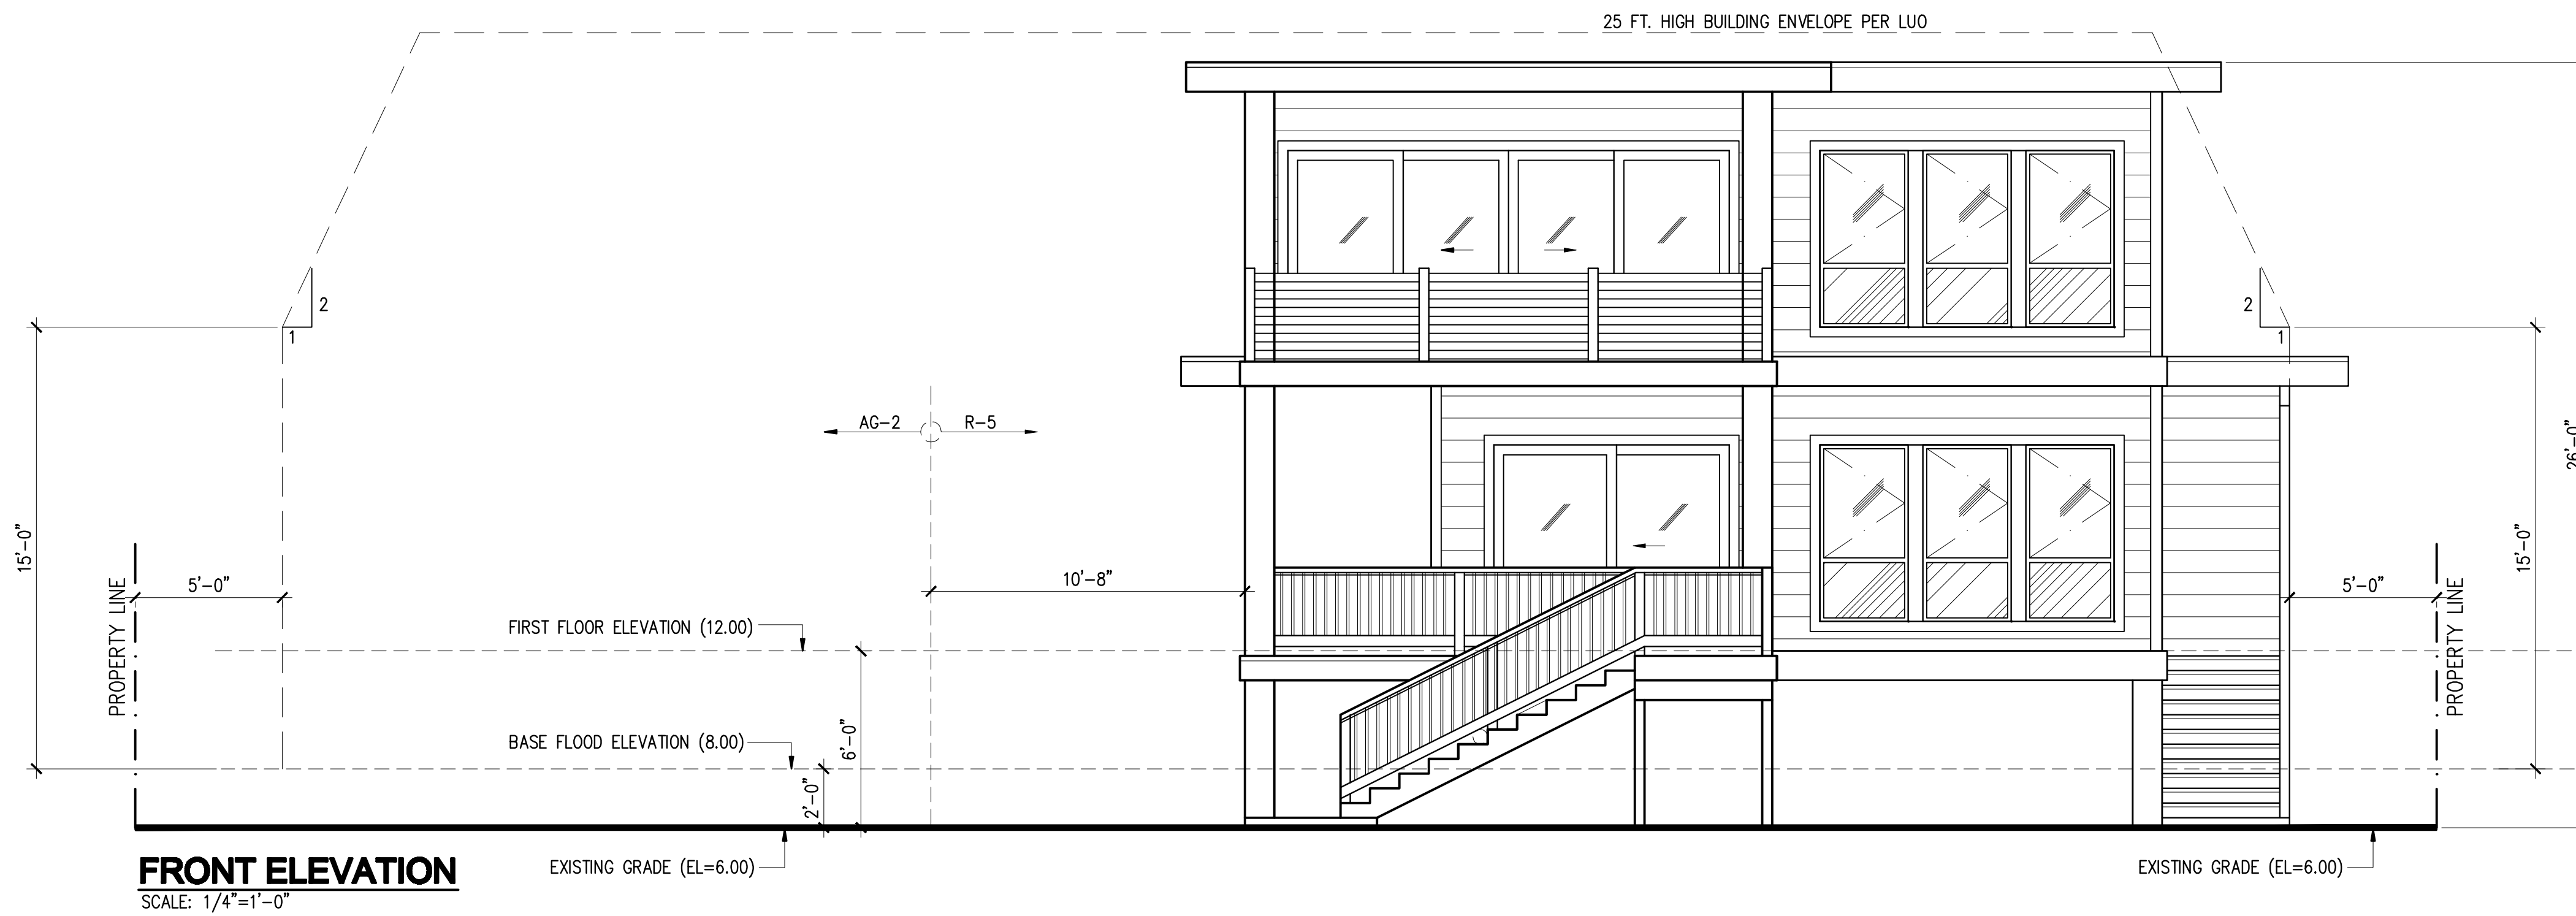 25 FT. HIGH BUILDING ENVELOPE PER LUO
2
1
2
1
AG-2
R-5
15'-0"
PROPERTY LINE
5'-0"
10'-8"
FIRST FLOOR ELEVATION (12.00)
BASE FLOOD ELEVATION (8.00)
6'-0"
2'-0"
26'-0"
15'-0"
5'-0"
PROPERTY LINE
EXISTING GRADE (EL=6.00)
EXISTING GRADE (EL=6.00)
FRONT ELEVATION
SCALE: 1/4"=1'-0"